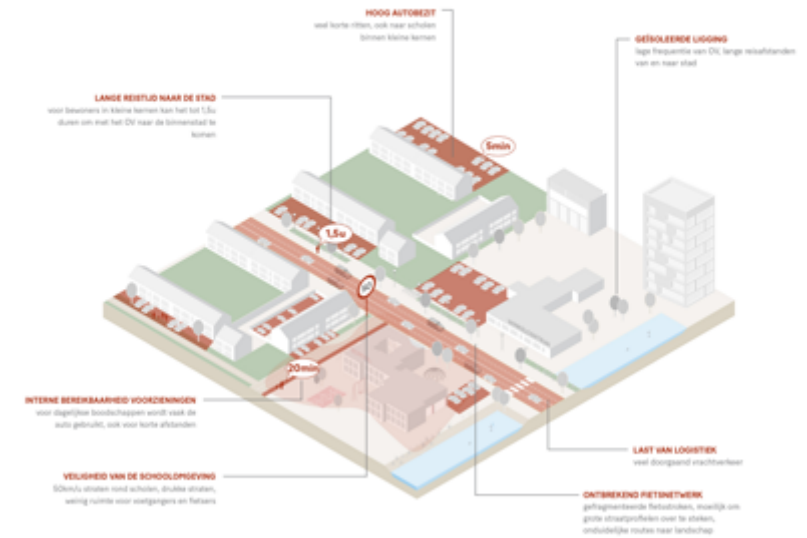 HOOG AUTOBEZIT
veel korte ritten, ook naar scholen
binnen kleine kernen
GEÏSOLEERDE LIGGING
lage frequentie van OV, lange reisafstanden
van en naar stad
LANGE REISTIJD NAAR DE STAD
voor bewoners in kleine kernen kan het tot 1,5u
duren om met het OV naar de binnenstad te
komen
5min
1,5u
20min
INTERNE BEREIKBAARHEID VOORZIENINGEN
voor dagelijkse boodschappen wordt vaak de
auto gebruikt, ook voor korte afstanden
VEILIGHEID VAN DE SCHOOLOMGEVING
50km/u straten rond scholen, drukke straten,
weinig ruimte voor voetgangers en fietsers
LAST VAN LOGISTIEK
veel doorgaand vrachtverkeer
ONTBREKEND FIETSNETWERK
gefragmenteerde fietsstroken, moeilijk om
grote straatprofielen over te steken,
onduidelijke routes naar landschap